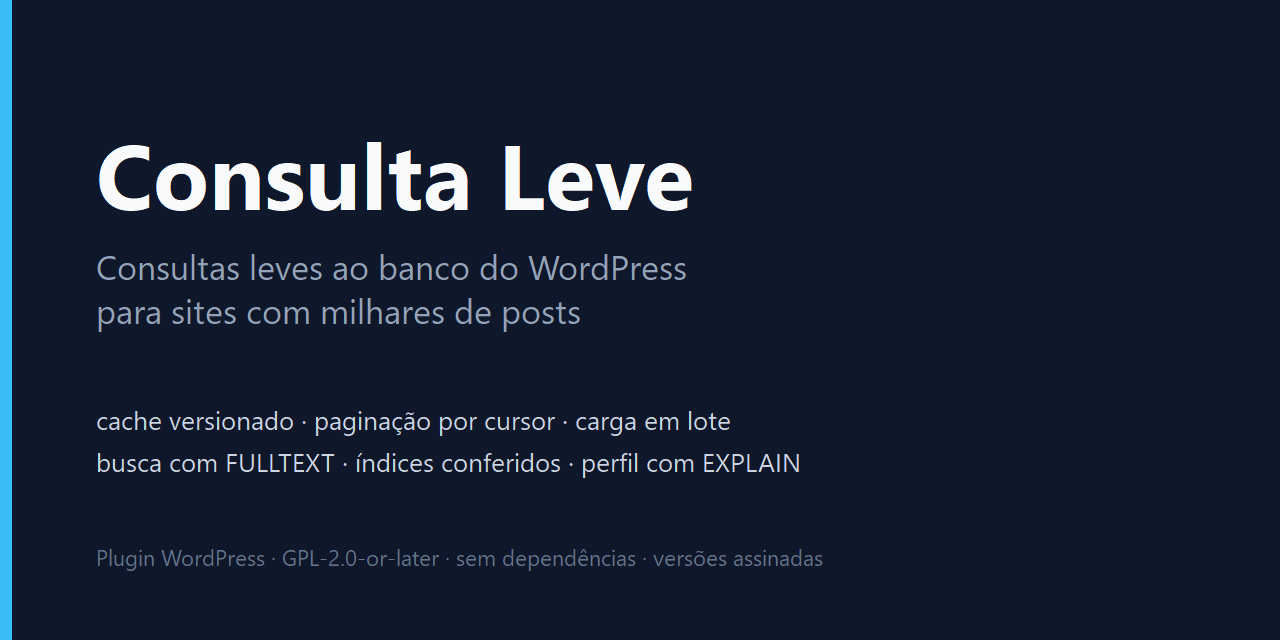 Consulta Leve
Consultas leves ao banco do WordPress
para sites com milhares de posts
cache versionado · paginação por cursor · carga em lote
busca com FULLTEXT · índices conferidos · perfil com EXPLAIN
Plugin WordPress · GPL-2.0-or-later · sem dependências · versões assinadas